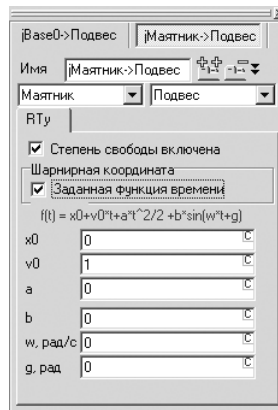 jBase0->Подвес jМаятник->Подвес
Имя jМаятник->Подвес
Маятник Подвес
RTy
Степень свободы включена
Шарнирная координата
Заданная функция времени
f(t) = x0+v0*t+a*t^2/2 +b*sin(w*t+g)
x0 0 C
v0 1 C
a 0 C
b 0 C
w, рад/с 0 C
g, рад 0 C